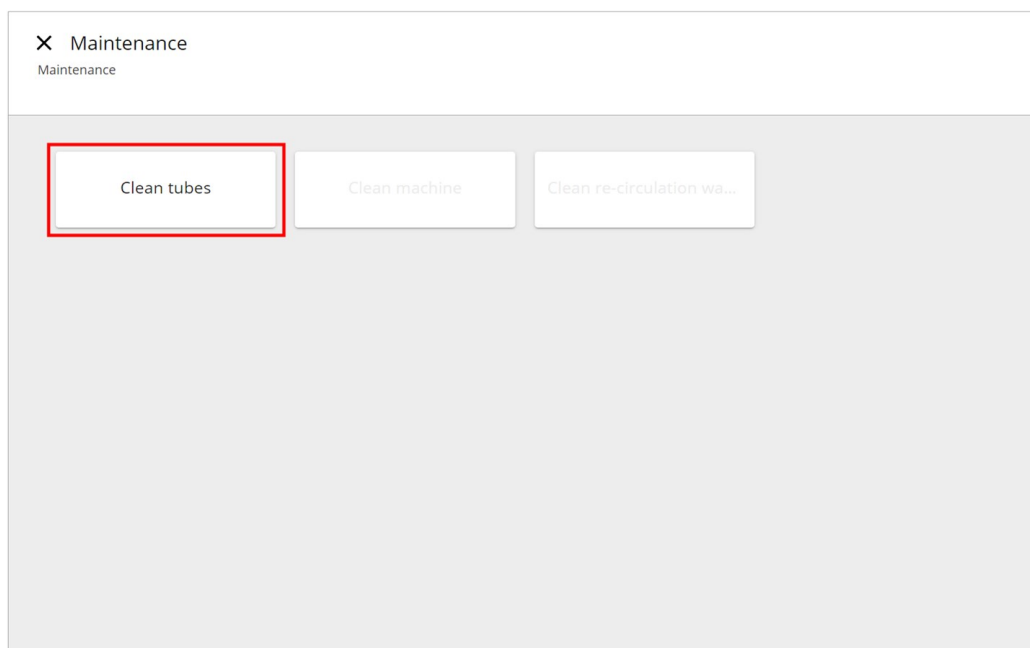 Maintenance
Maintenance
Clean tubes
Clean machine
Clean re-circulation wa...